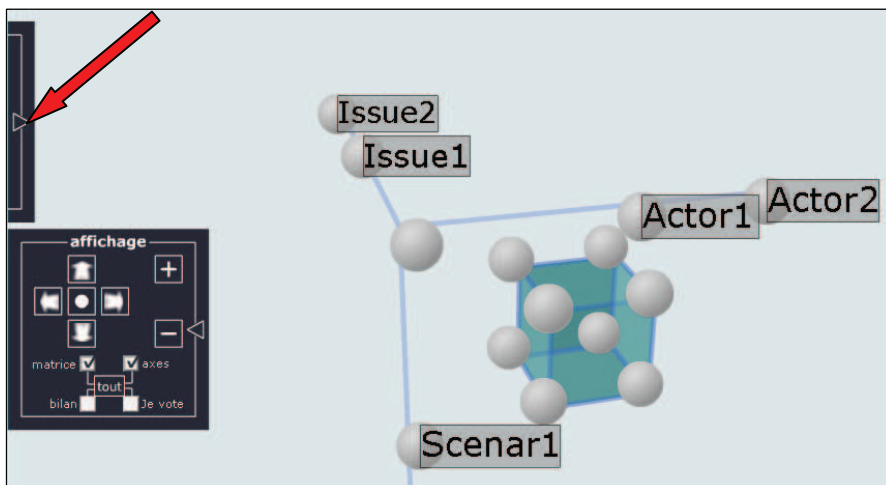 Issue2
Issue1
Actor1
Actor2
affichage
matrice
axes
tout
bilan
Je vote
Scenar1